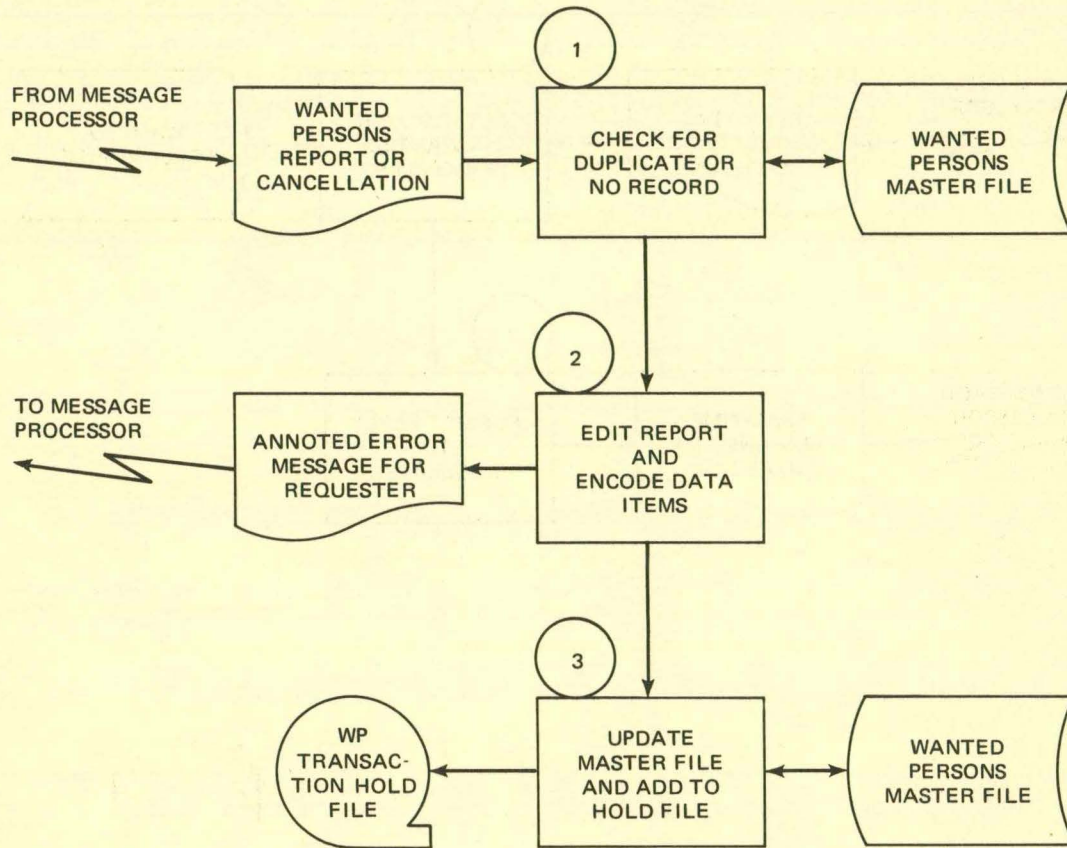 1
FROM MESSAGE
PROCESSOR
WANTED
PERSONS
REPORT OR
CANCELLATION
CHECK FOR
DUPLICATE OR
NO RECORD
WANTED
PERSONS
MASTER FILE
2
TO MESSAGE
PROCESSOR
ANNOTED ERROR
MESSAGE FOR
REQUESTER
EDIT REPORT
AND
ENCODE DATA
ITEMS
3
WP
TRANSAC-
TION HOLD
FILE
UPDATE
MASTER FILE
AND ADD TO
HOLD FILE
WANTED
PERSONS
MASTER FILE